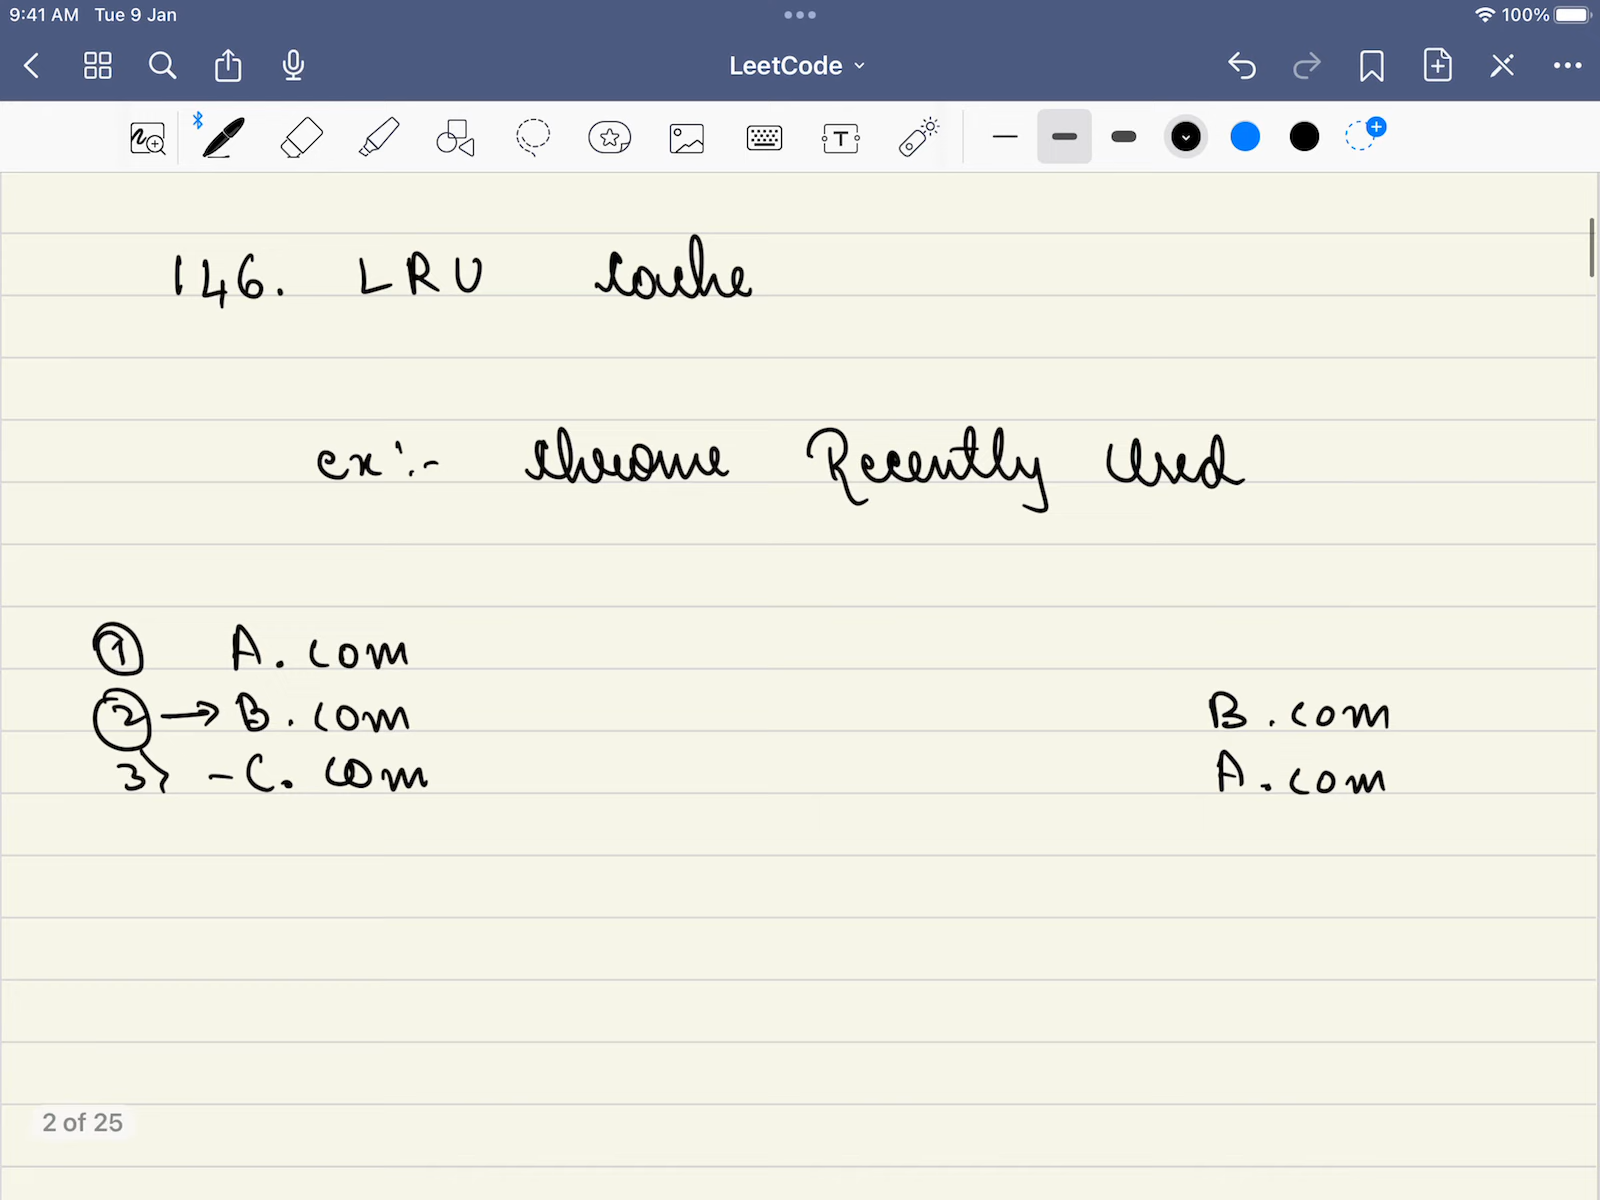 9:41 AM Tue 9 Jan 100%
LeetCode
T
146. LRU cache
ex:- chrome Recently Used
① A.com
② → B.com B.com
3) - C.com A.com
2 of 25